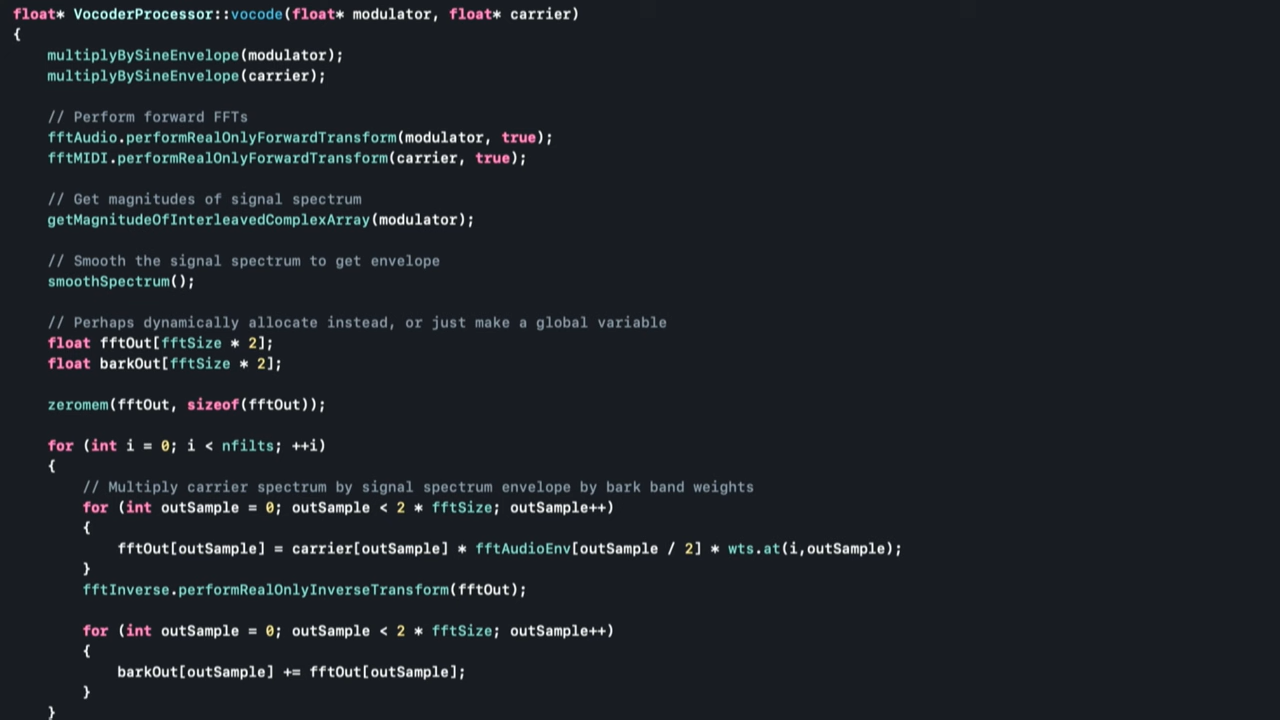 float* VocoderProcessor::vocode(float* modulator, float* carrier)
{
    multiplyBySineEnvelope(modulator);
    multiplyBySineEnvelope(carrier);

    // Perform forward FFTs
    fftAudio.performRealOnlyForwardTransform(modulator, true);
    fftMIDI.performRealOnlyForwardTransform(carrier, true);

    // Get magnitudes of signal spectrum
    getMagnitudeOfInterleavedComplexArray(modulator);

    // Smooth the signal spectrum to get envelope
    smoothSpectrum();

    // Perhaps dynamically allocate instead, or just make a global variable
    float fftOut[fftSize * 2];
    float barkOut[fftSize * 2];

    zeromem(fftOut, sizeof(fftOut));

    for (int i = 0; i < nfilts; ++i)
    {
        // Multiply carrier spectrum by signal spectrum envelope by bark band weights
        for (int outSample = 0; outSample < 2 * fftSize; outSample++)
        {
            fftOut[outSample] = carrier[outSample] * fftAudioEnv[outSample / 2] * wts.at(i,outSample);
        }
        fftInverse.performRealOnlyInverseTransform(fftOut);

        for (int outSample = 0; outSample < 2 * fftSize; outSample++)
        {
            barkOut[outSample] += fftOut[outSample];
        }
    }